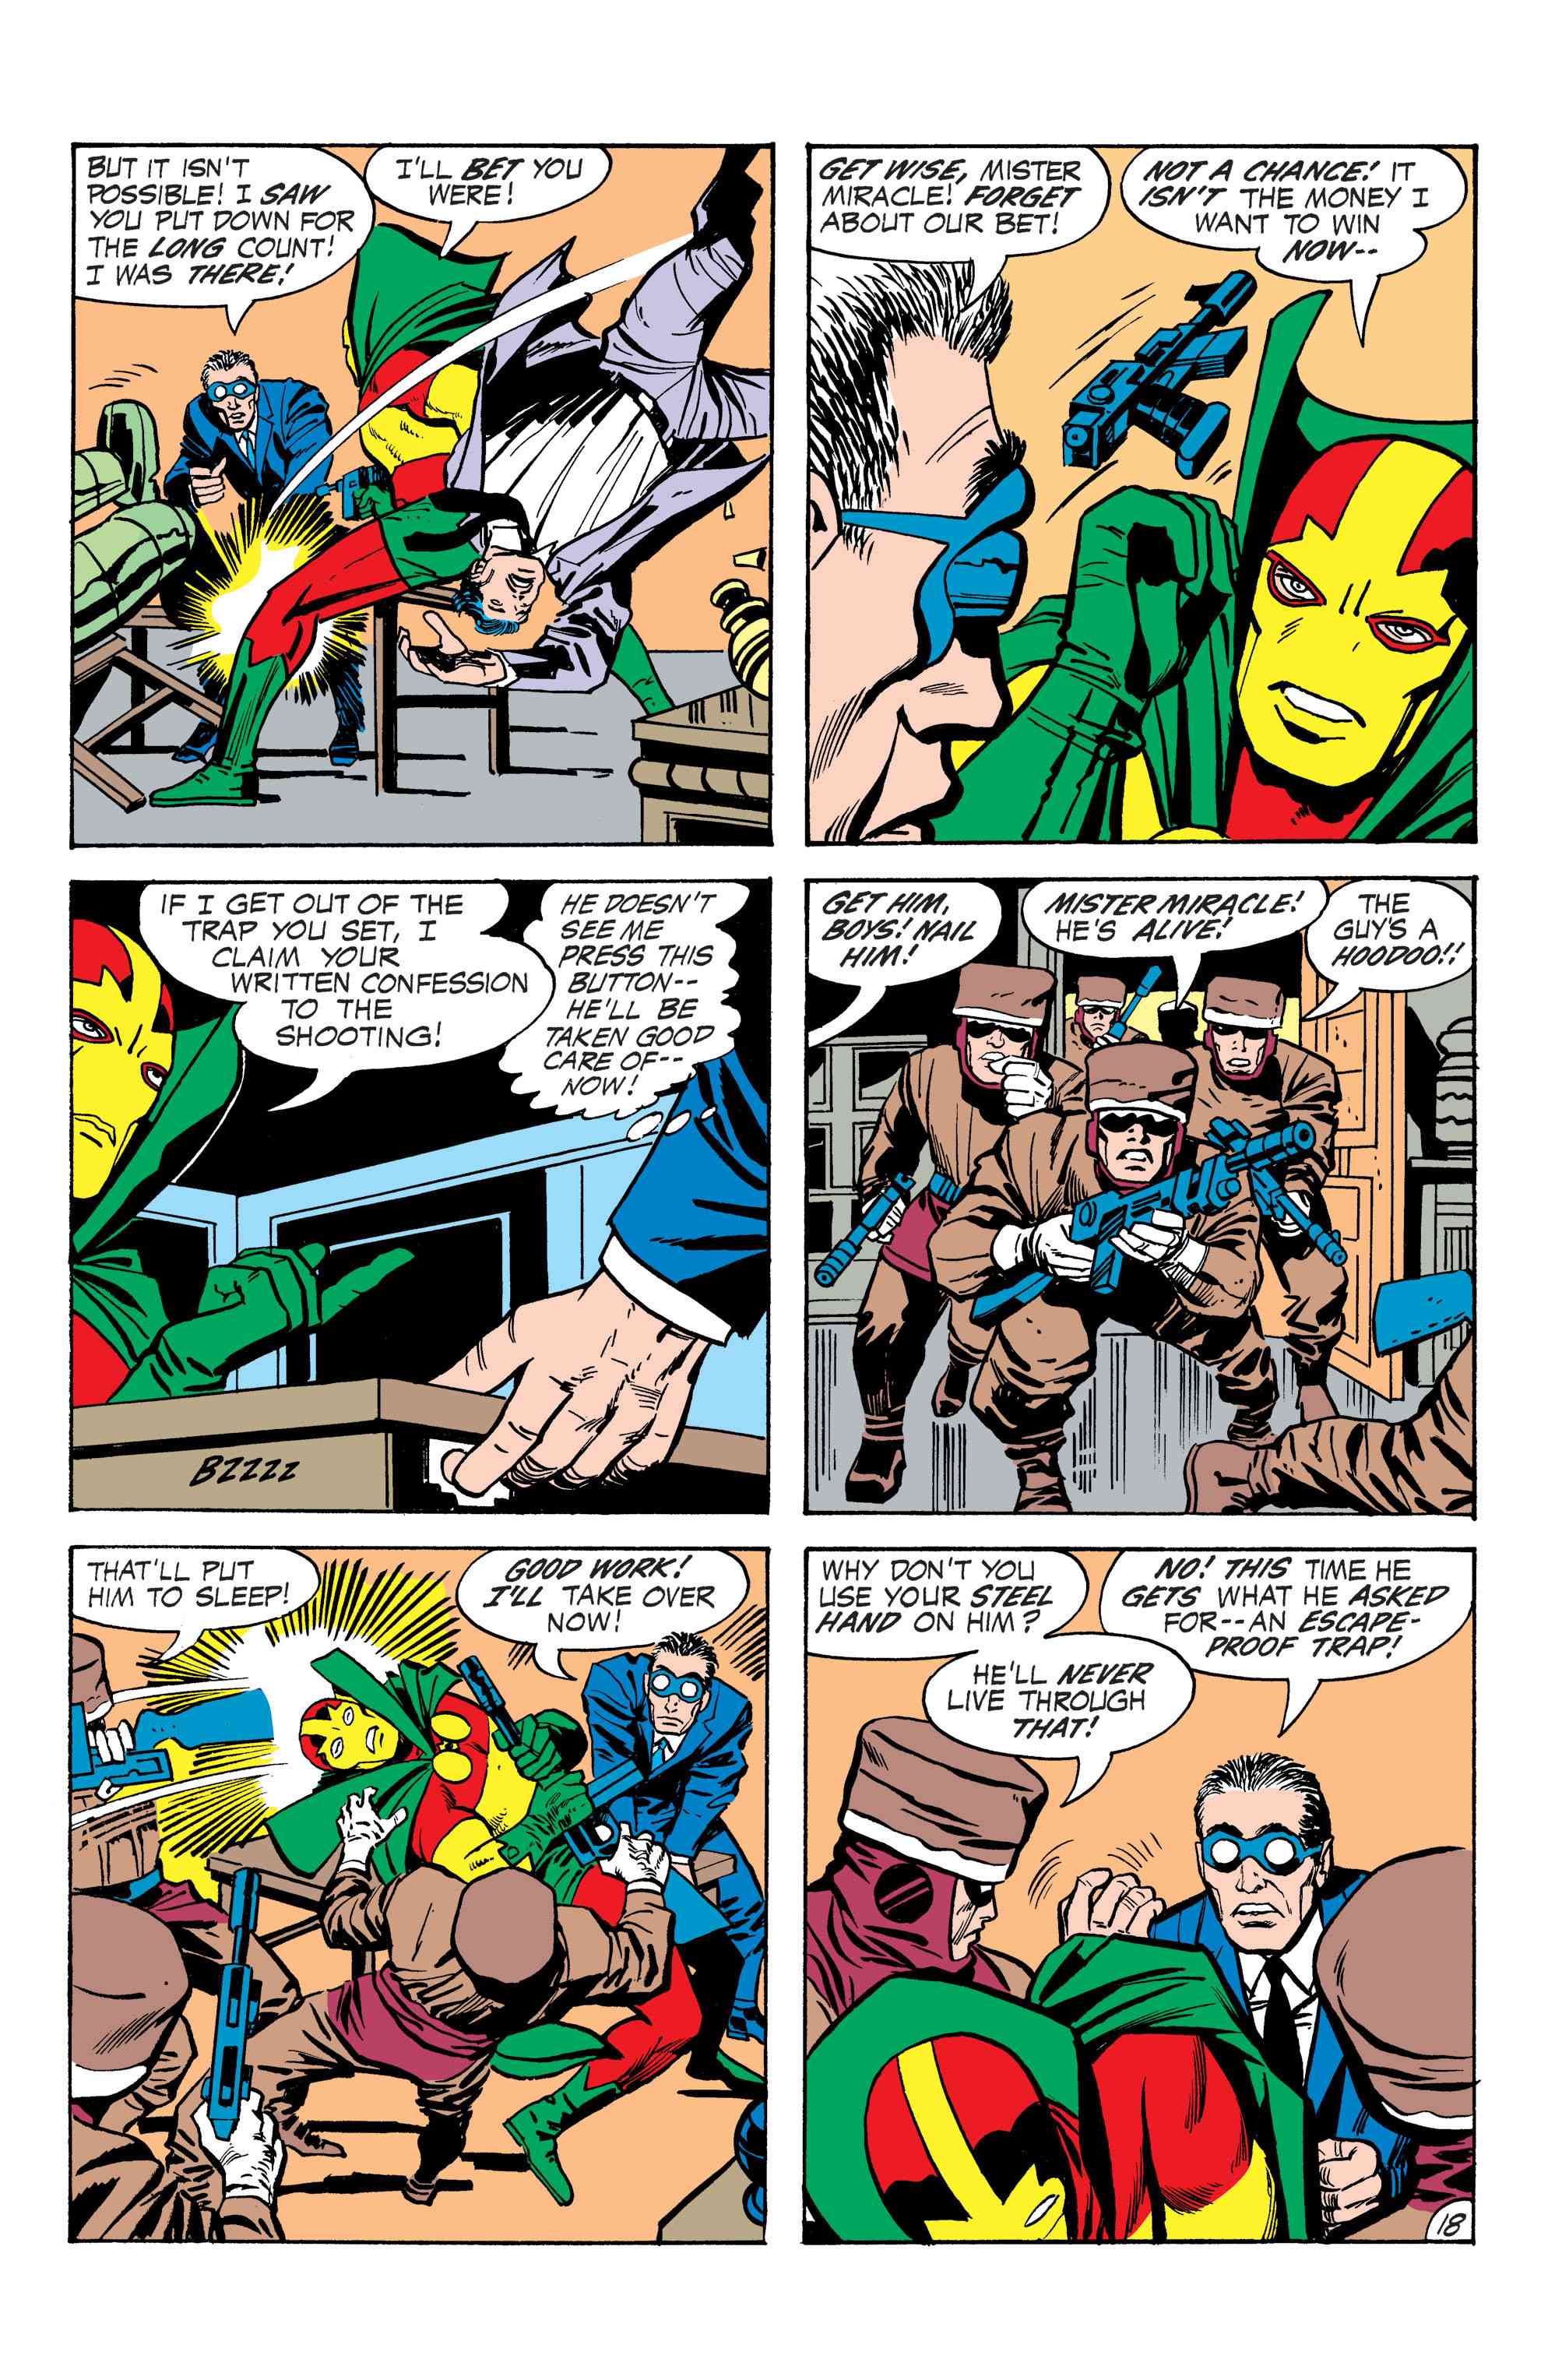 BUT IT ISN'T
POSSIBLE! I SAW
YOU PUT DOWN FOR
THE LONG COUNT!
I WAS THERE!
I'LL BET YOU
WERE!
GET WISE, MISTER
MIRACLE! FORGET
ABOUT OUR BET!
NOT A CHANCE! IT
ISN'T THE MONEY I
WANT TO WIN
NOW--
IF I GET OUT OF THE
TRAP YOU SET, I
CLAIM YOUR
WRITTEN CONFESSION
TO THE
SHOOTING!
HE DOESN'T
SEE ME
PRESS THIS
BUTTON--
HE'LL BE
TAKEN GOOD
CARE OF--
NOW!
BZZZZ
GET HIM,
BOYS! NAIL
HIM!
MISTER MIRACLE!
HE'S ALIVE!
THE
GUY'S A
HOODOO!!
THAT'LL PUT
HIM TO SLEEP!
GOOD WORK!
I'LL TAKE OVER
NOW!
WHY DON'T YOU
USE YOUR STEEL
HAND ON HIM?
HE'LL NEVER
LIVE THROUGH
THAT!
NO! THIS TIME HE
GETS WHAT HE ASKED
FOR--AN ESCAPE-
PROOF TRAP!
18